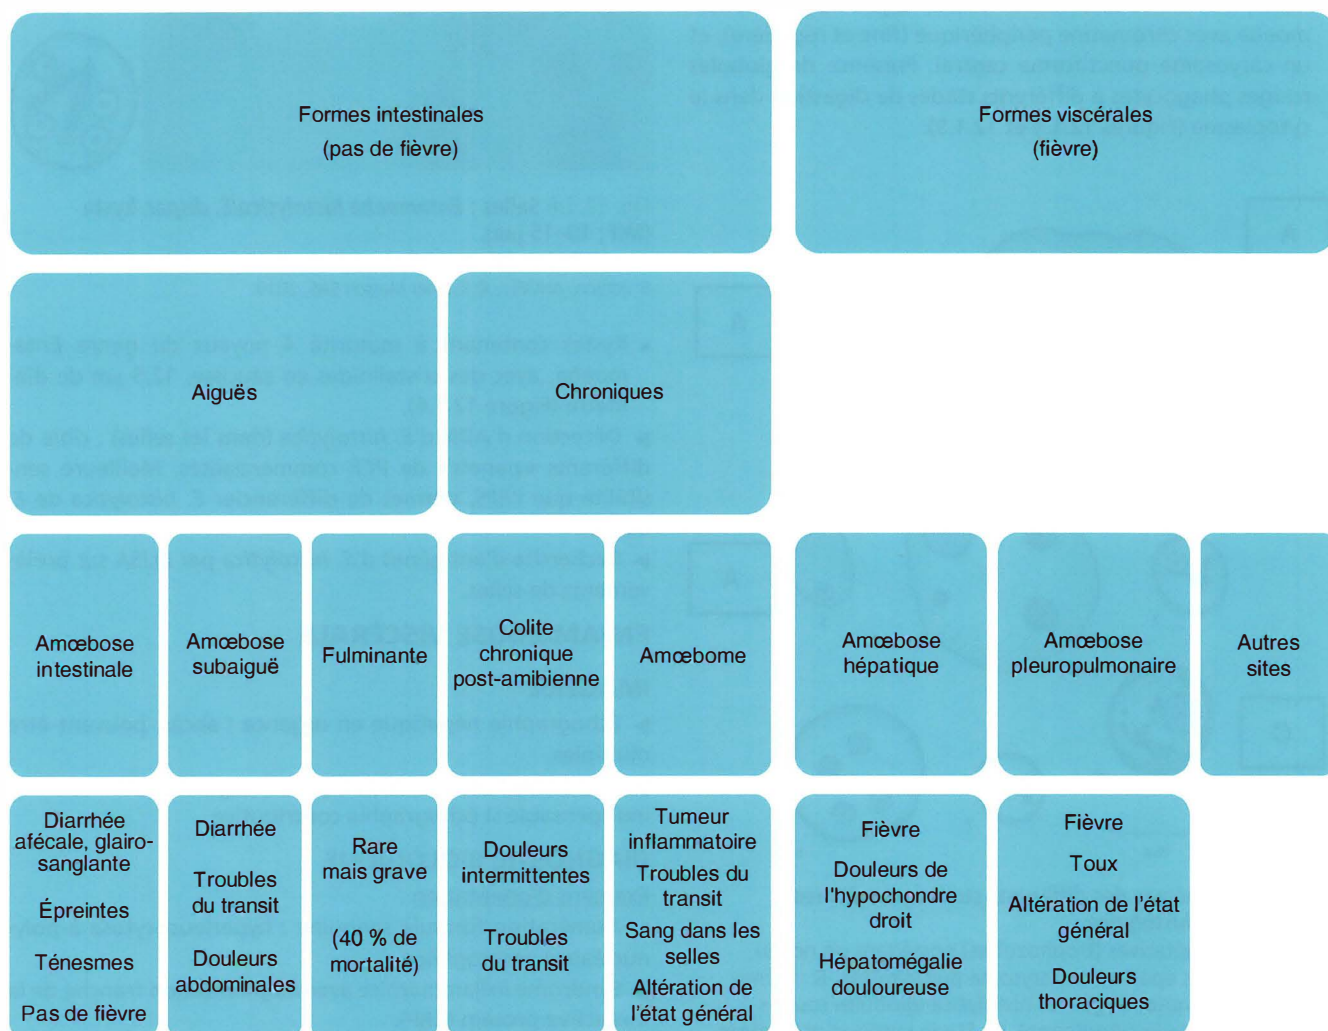 Formes intestinales
(pas de fièvre)
Formes viscérales
(fièvre)
Aiguës
Chroniques
Amœbose
intestinale
Amœbose
subaiguë
Fulminante
Colite
chronique
post-amibienne
Amœbome
Amœbose
hépatique
Amœbose
pleuropulmonaire
Autres
sites
Diarrhée
afécale, glairo-
sanglante
Épreintes
Ténesmes
Pas de fièvre
Diarrhée
Troubles
du transit
Douleurs
abdominales
Rare
mais grave
(40 % de
mortalité)
Douleurs
intermittentes
Troubles
du transit
Tumeur
inflammatoire
Troubles du
transit
Sang dans les
selles
Altération de
l'état général
Fièvre
Douleurs de
l'hypochondre
droit
Hépatomégalie
douloureuse
Fièvre
Toux
Altération de l'état
général
Douleurs
thoraciques